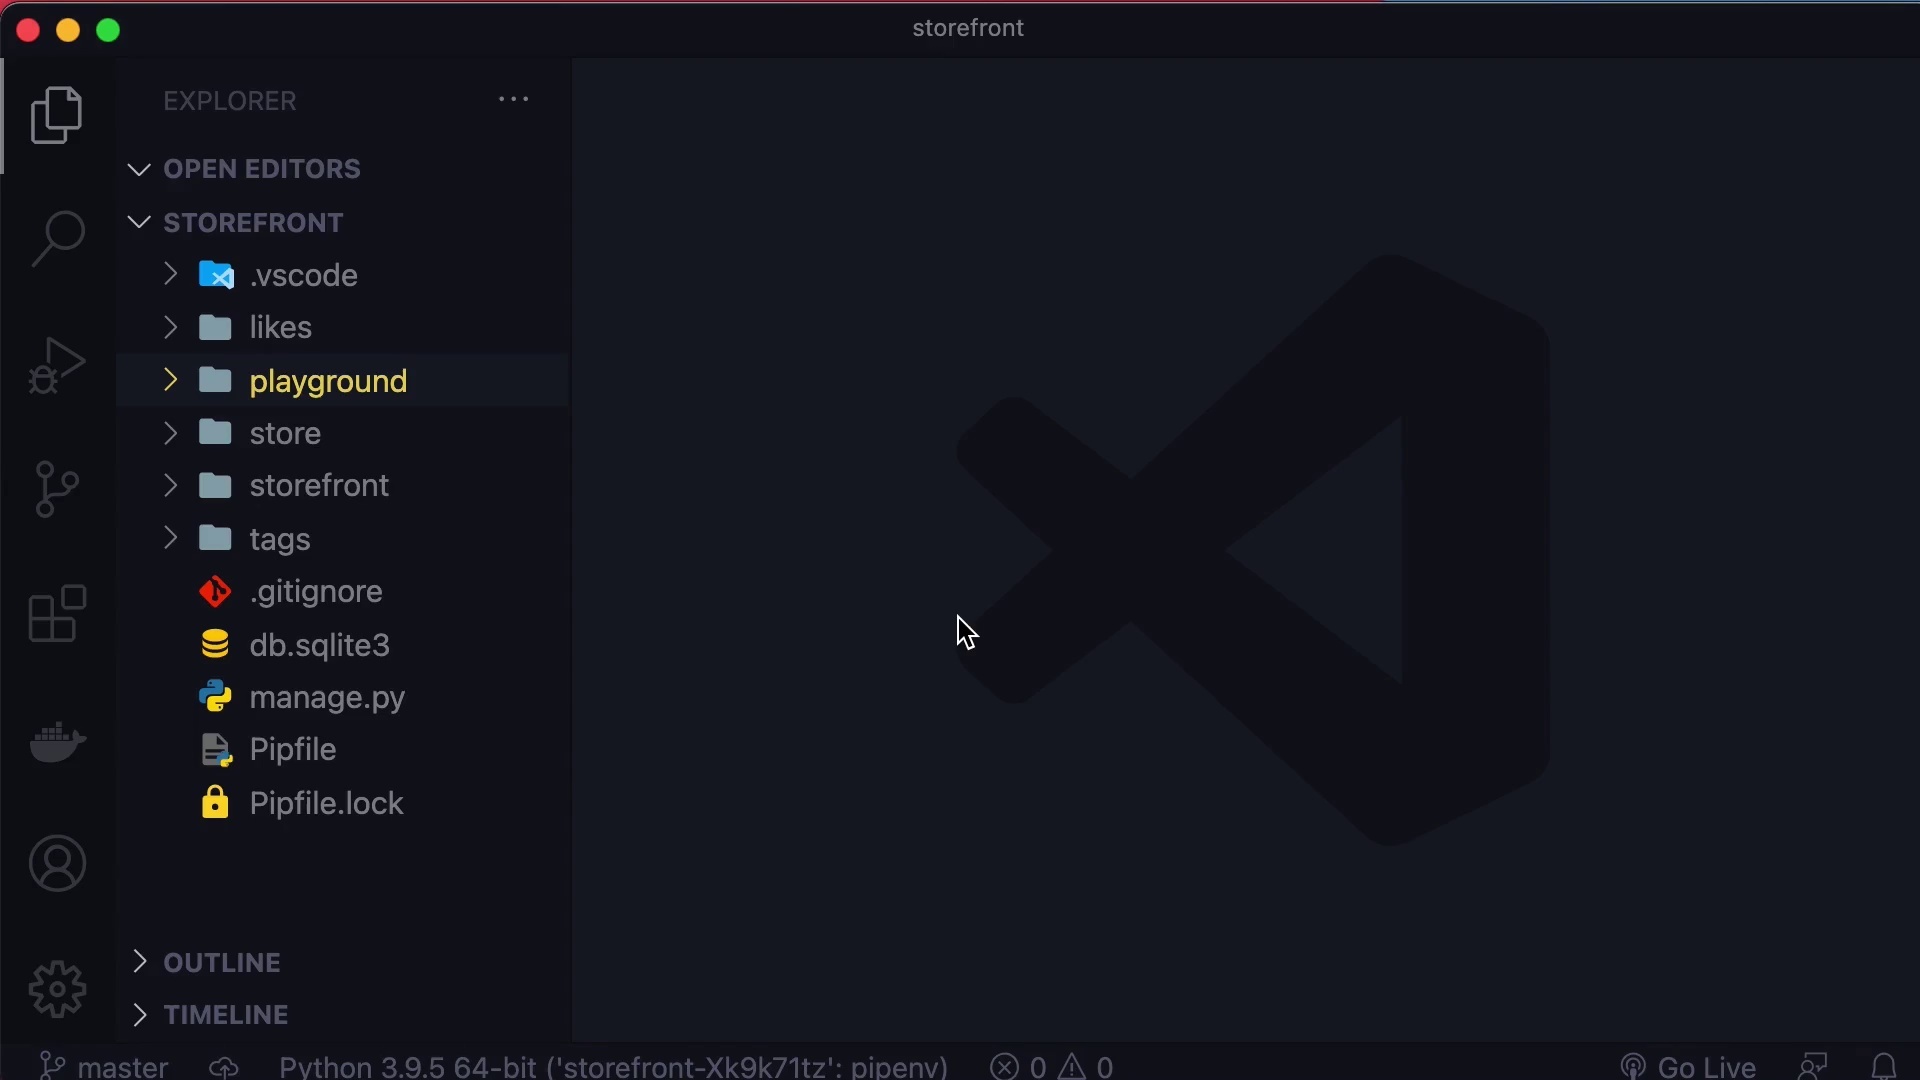 storefront
EXPLORER
OPEN EDITORS
STOREFRONT
.vscode
likes
playground
store
storefront
tags
.gitignore
db.sqlite3
manage.py
Pipfile
Pipfile.lock
OUTLINE
TIMELINE
master Python 3.9.5 64-bit ('storefront-Xk9k71tz': pipenv) 0 0 Go Live